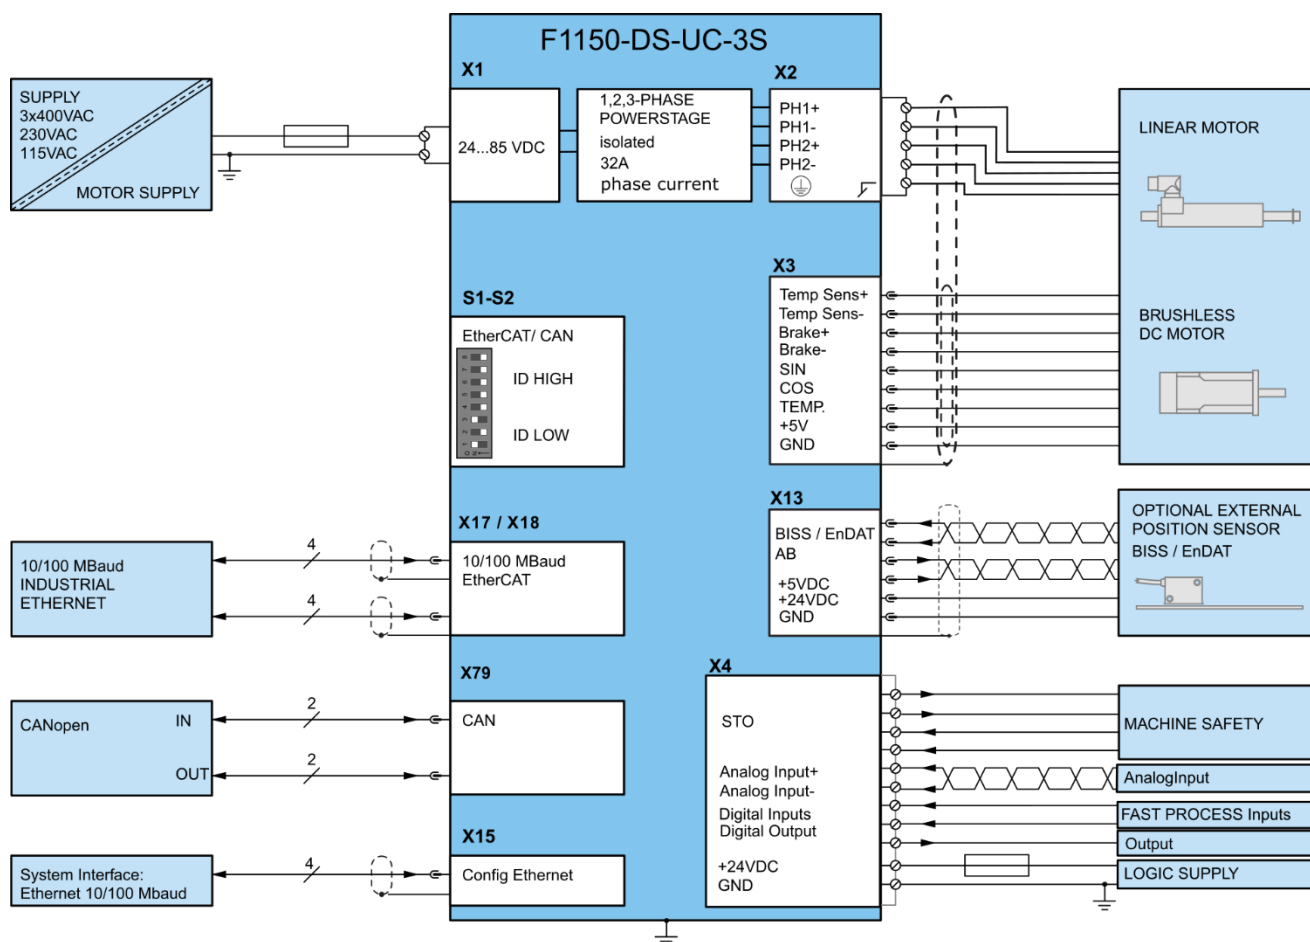 F1150-DS-UC-3S
SUPPLY
3x400VAC
230VAC
115VAC
MOTOR SUPPLY
X1
24...85 VDC
1,2,3-PHASE
POWERSTAGE
isolated
32A
phase current
X2
PH1+
PH1-
PH2+
PH2-
LINEAR MOTOR
BRUSHLESS
DC MOTOR
X3
Temp Sens+
Temp Sens-
Brake+
Brake-
SIN
COS
TEMP.
+5V
GND
S1-S2
EtherCAT/ CAN
ID HIGH
ID LOW
X13
BISS / EnDAT
AB
+5VDC
+24VDC
GND
OPTIONAL EXTERNAL
POSITION SENSOR
BISS / EnDAT
10/100 MBaud
INDUSTRIAL
ETHERNET
4
4
X17 / X18
10/100 MBaud
EtherCAT
CANopen
IN
OUT
2
2
X79
CAN
System Interface:
Ethernet 10/100 Mbaud
4
X15
Config Ethernet
X4
STO
Analog Input+
Analog Input-
Digital Inputs
Digital Output
+24VDC
GND
MACHINE SAFETY
AnalogInput
FAST PROCESS Inputs
Output
LOGIC SUPPLY